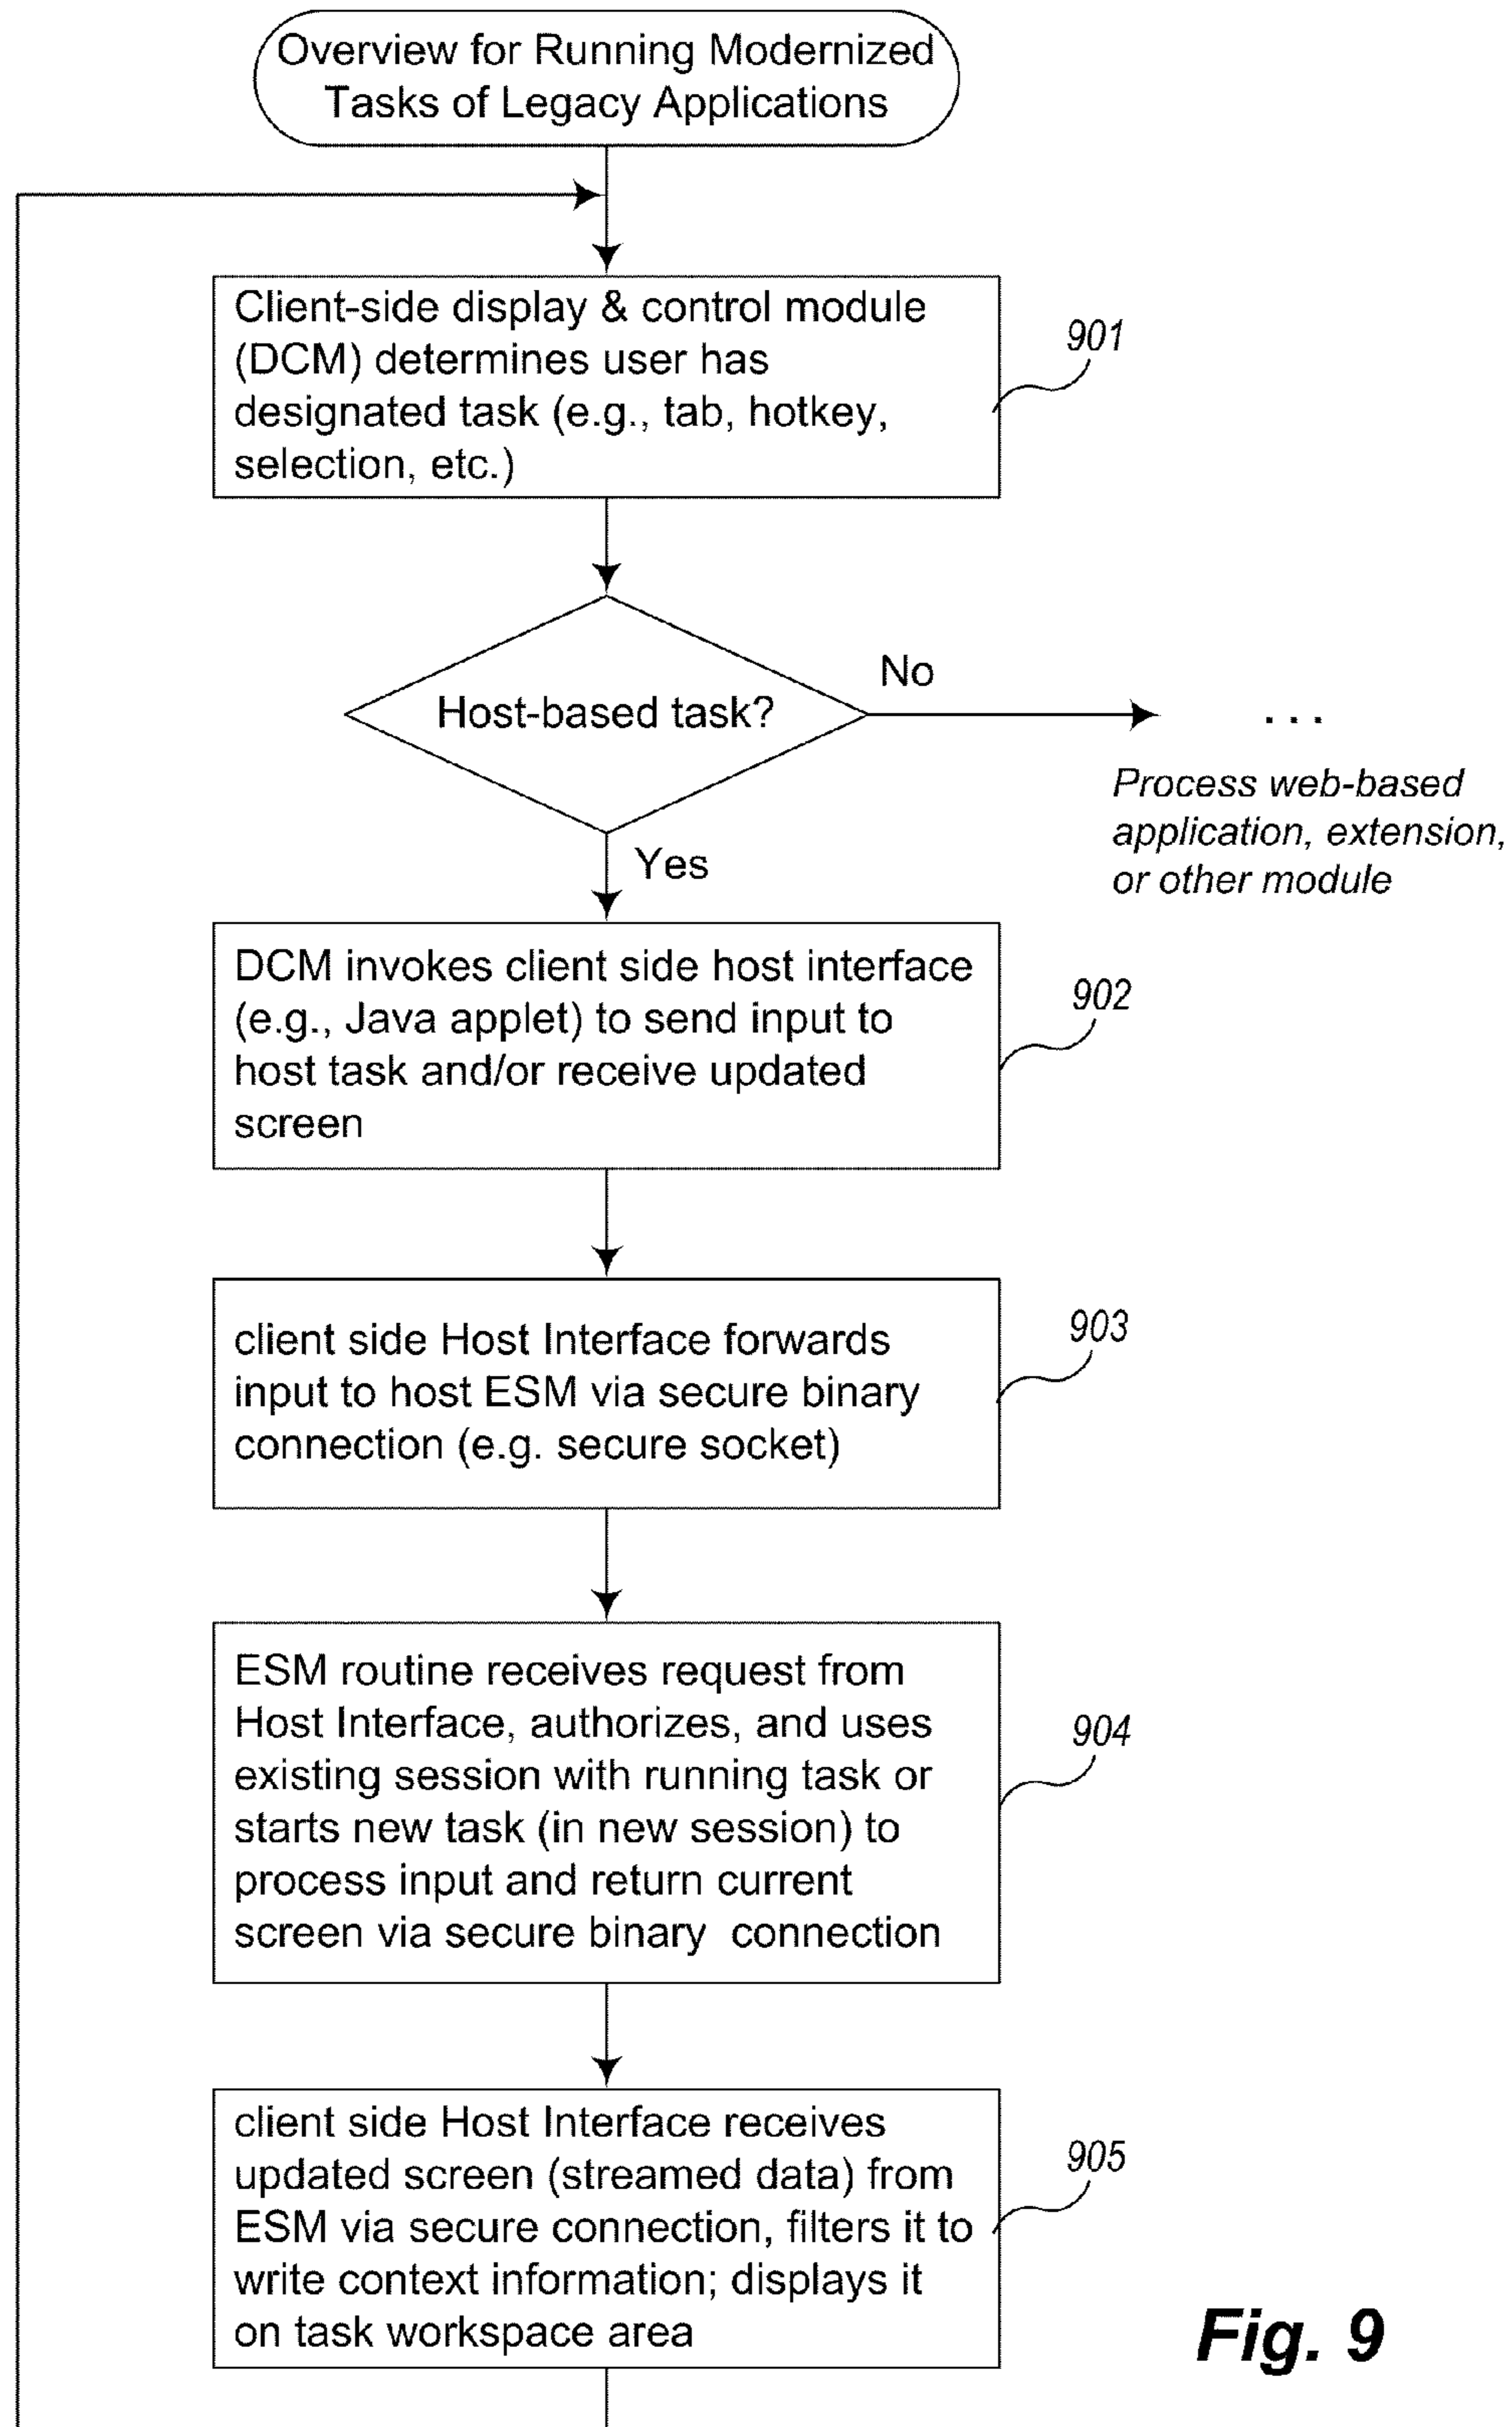 Overview for Running Modernized
Tasks of Legacy Applications
Client-side display & control module
(DCM) determines user has
designated task (e.g., tab, hotkey,
selection, etc.)
901
Host-based task?
No
. . .
Process web-based
application, extension,
or other module
Yes
DCM invokes client side host interface
(e.g., Java applet) to send input to
host task and/or receive updated
screen
902
client side Host Interface forwards
input to host ESM via secure binary
connection (e.g. secure socket)
903
ESM routine receives request from
Host Interface, authorizes, and uses
existing session with running task or
starts new task (in new session) to
process input and return current
screen via secure binary  connection
904
client side Host Interface receives
updated screen (streamed data) from
ESM via secure connection, filters it to
write context information; displays it
on task workspace area
905
Fig. 9